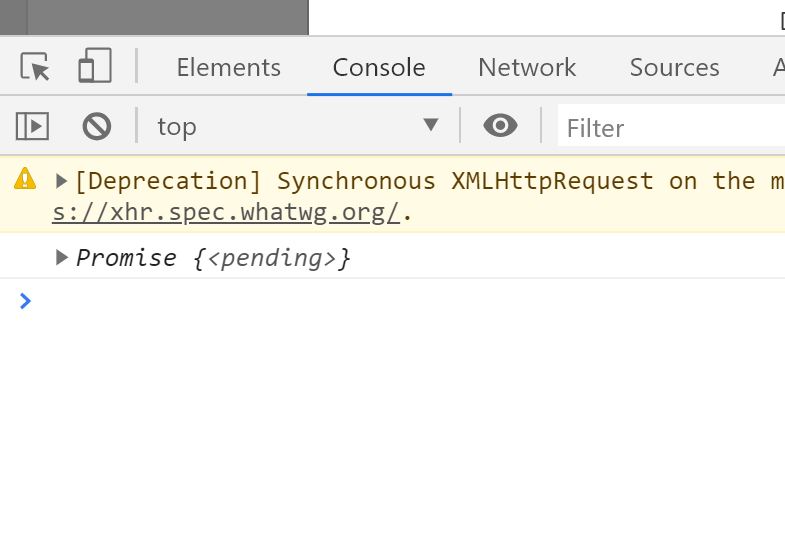 Elements Console Network Sources
top Filter
[Deprecation] Synchronous XMLHttpRequest on the m
s://xhr.spec.whatwg.org/.
Promise {<pending>}